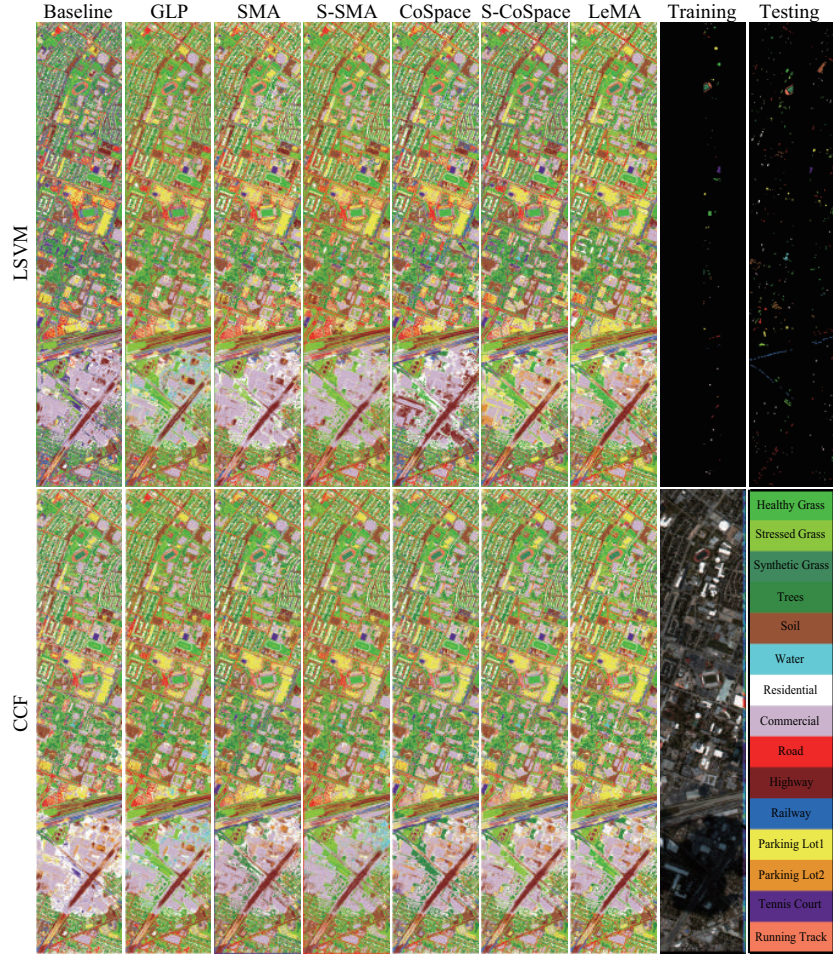 Baseline GLP SMA S-SMA CoSpace S-CoSpace LeMA Training Testing
LSVM
CCF
Healthy Grass
Stressed Grass
Synthetic Grass
Trees
Soil
Water
Residential
Commercial
Road
Highway
Railway
Parkinig Lot1
Parkinig Lot2
Tennis Court
Running Track